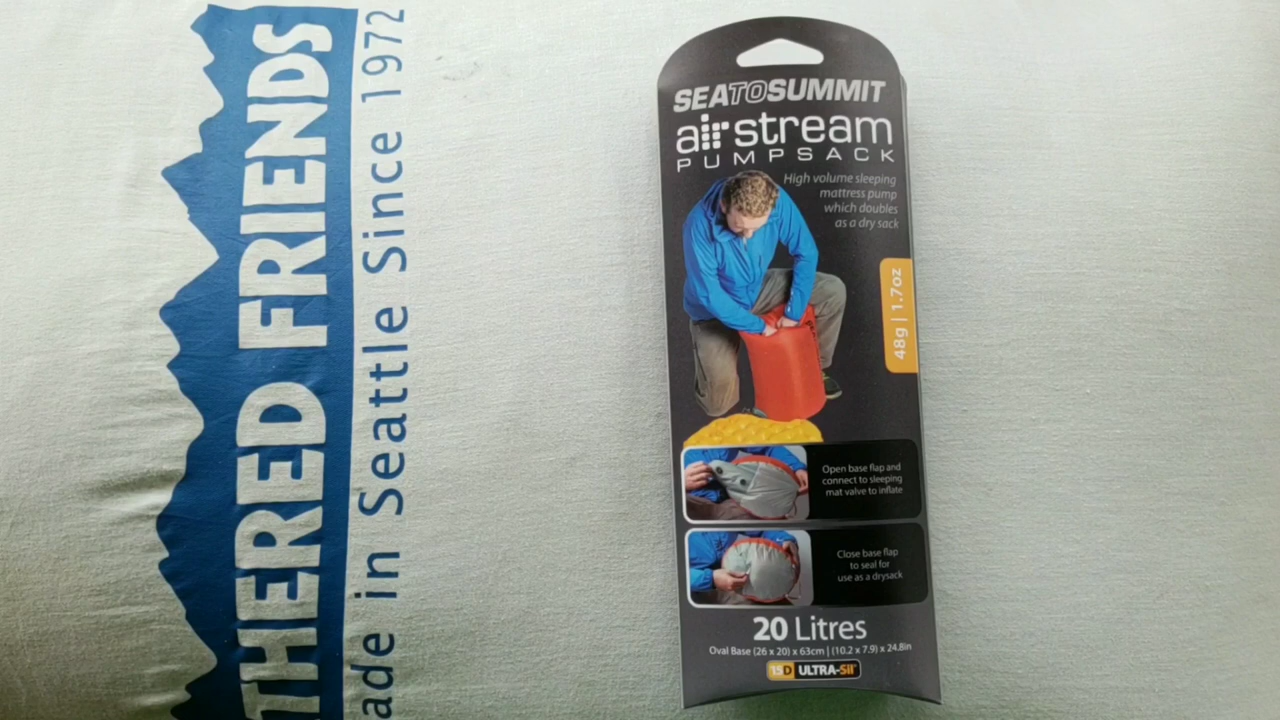 THERED FRIENDS
ade in Seattle Since 1972
SEATOSUMMIT
airstream
PUMPSACK
High volume sleeping
mattress pump
which doubles
as a dry sack
48g | 1.7oz
Open base flap and
connect to sleeping
mat valve to inflate
Close base flap
to seal for
use as a drysack
20 Litres
Oval Base (26 x 20) x 63cm | (10.2 x 7.9) x 24.8in
15D ULTRA-Sil